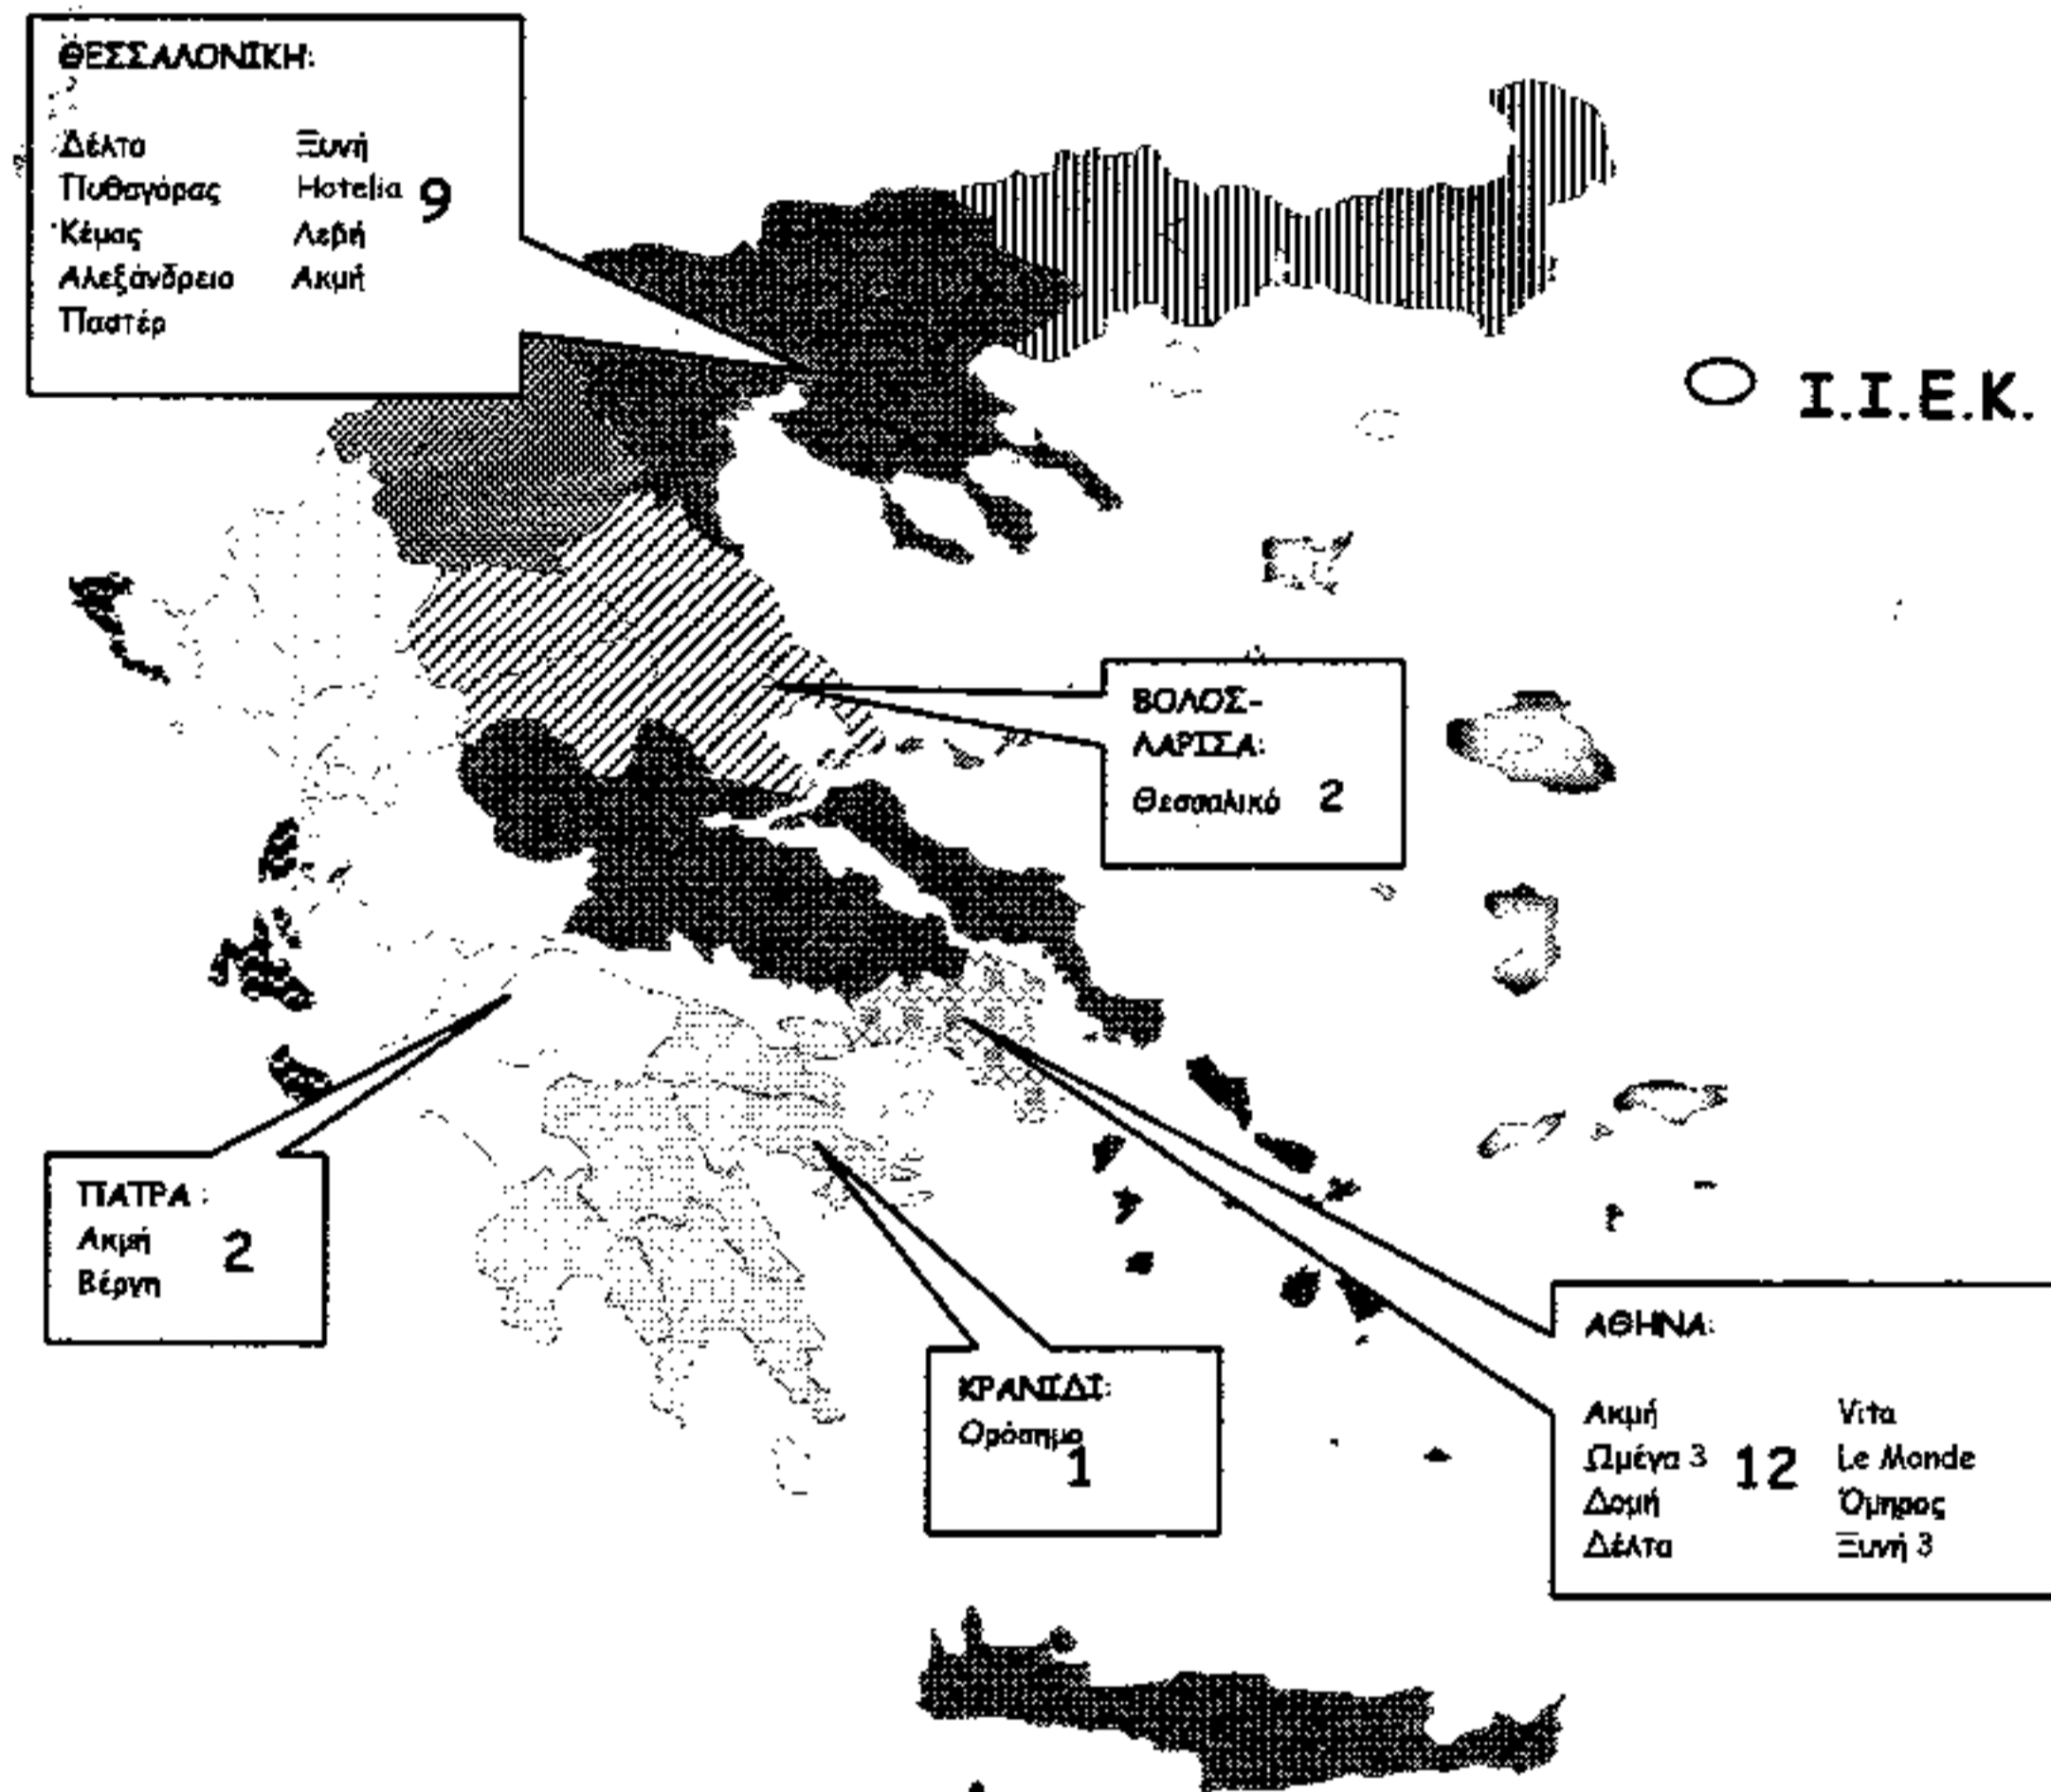 ΘΕΣΣΑΛΟΝΙΚΗ:
Δέλτα Ξυνή
Πυθαγόρας Hotelia 9
Κέμας Λεβή
Αλεξάνδρειο Ακμή
Παστέρ
Ι.Ι.Ε.Κ.
ΒΟΛΟΣ-
ΛΑΡΙΣΑ:
Θεσσαλικό 2
ΠΑΤΡΑ:
Ακμή 2
Βέργη
ΚΡΑΝΙΔΙ:
Ορόσημο
1
ΑΘΗΝΑ:
Ακμή Vita
Ωμέγα 3 12 Le Monde
Δομή Όμηρος
Δέλτα Ξυνή 3